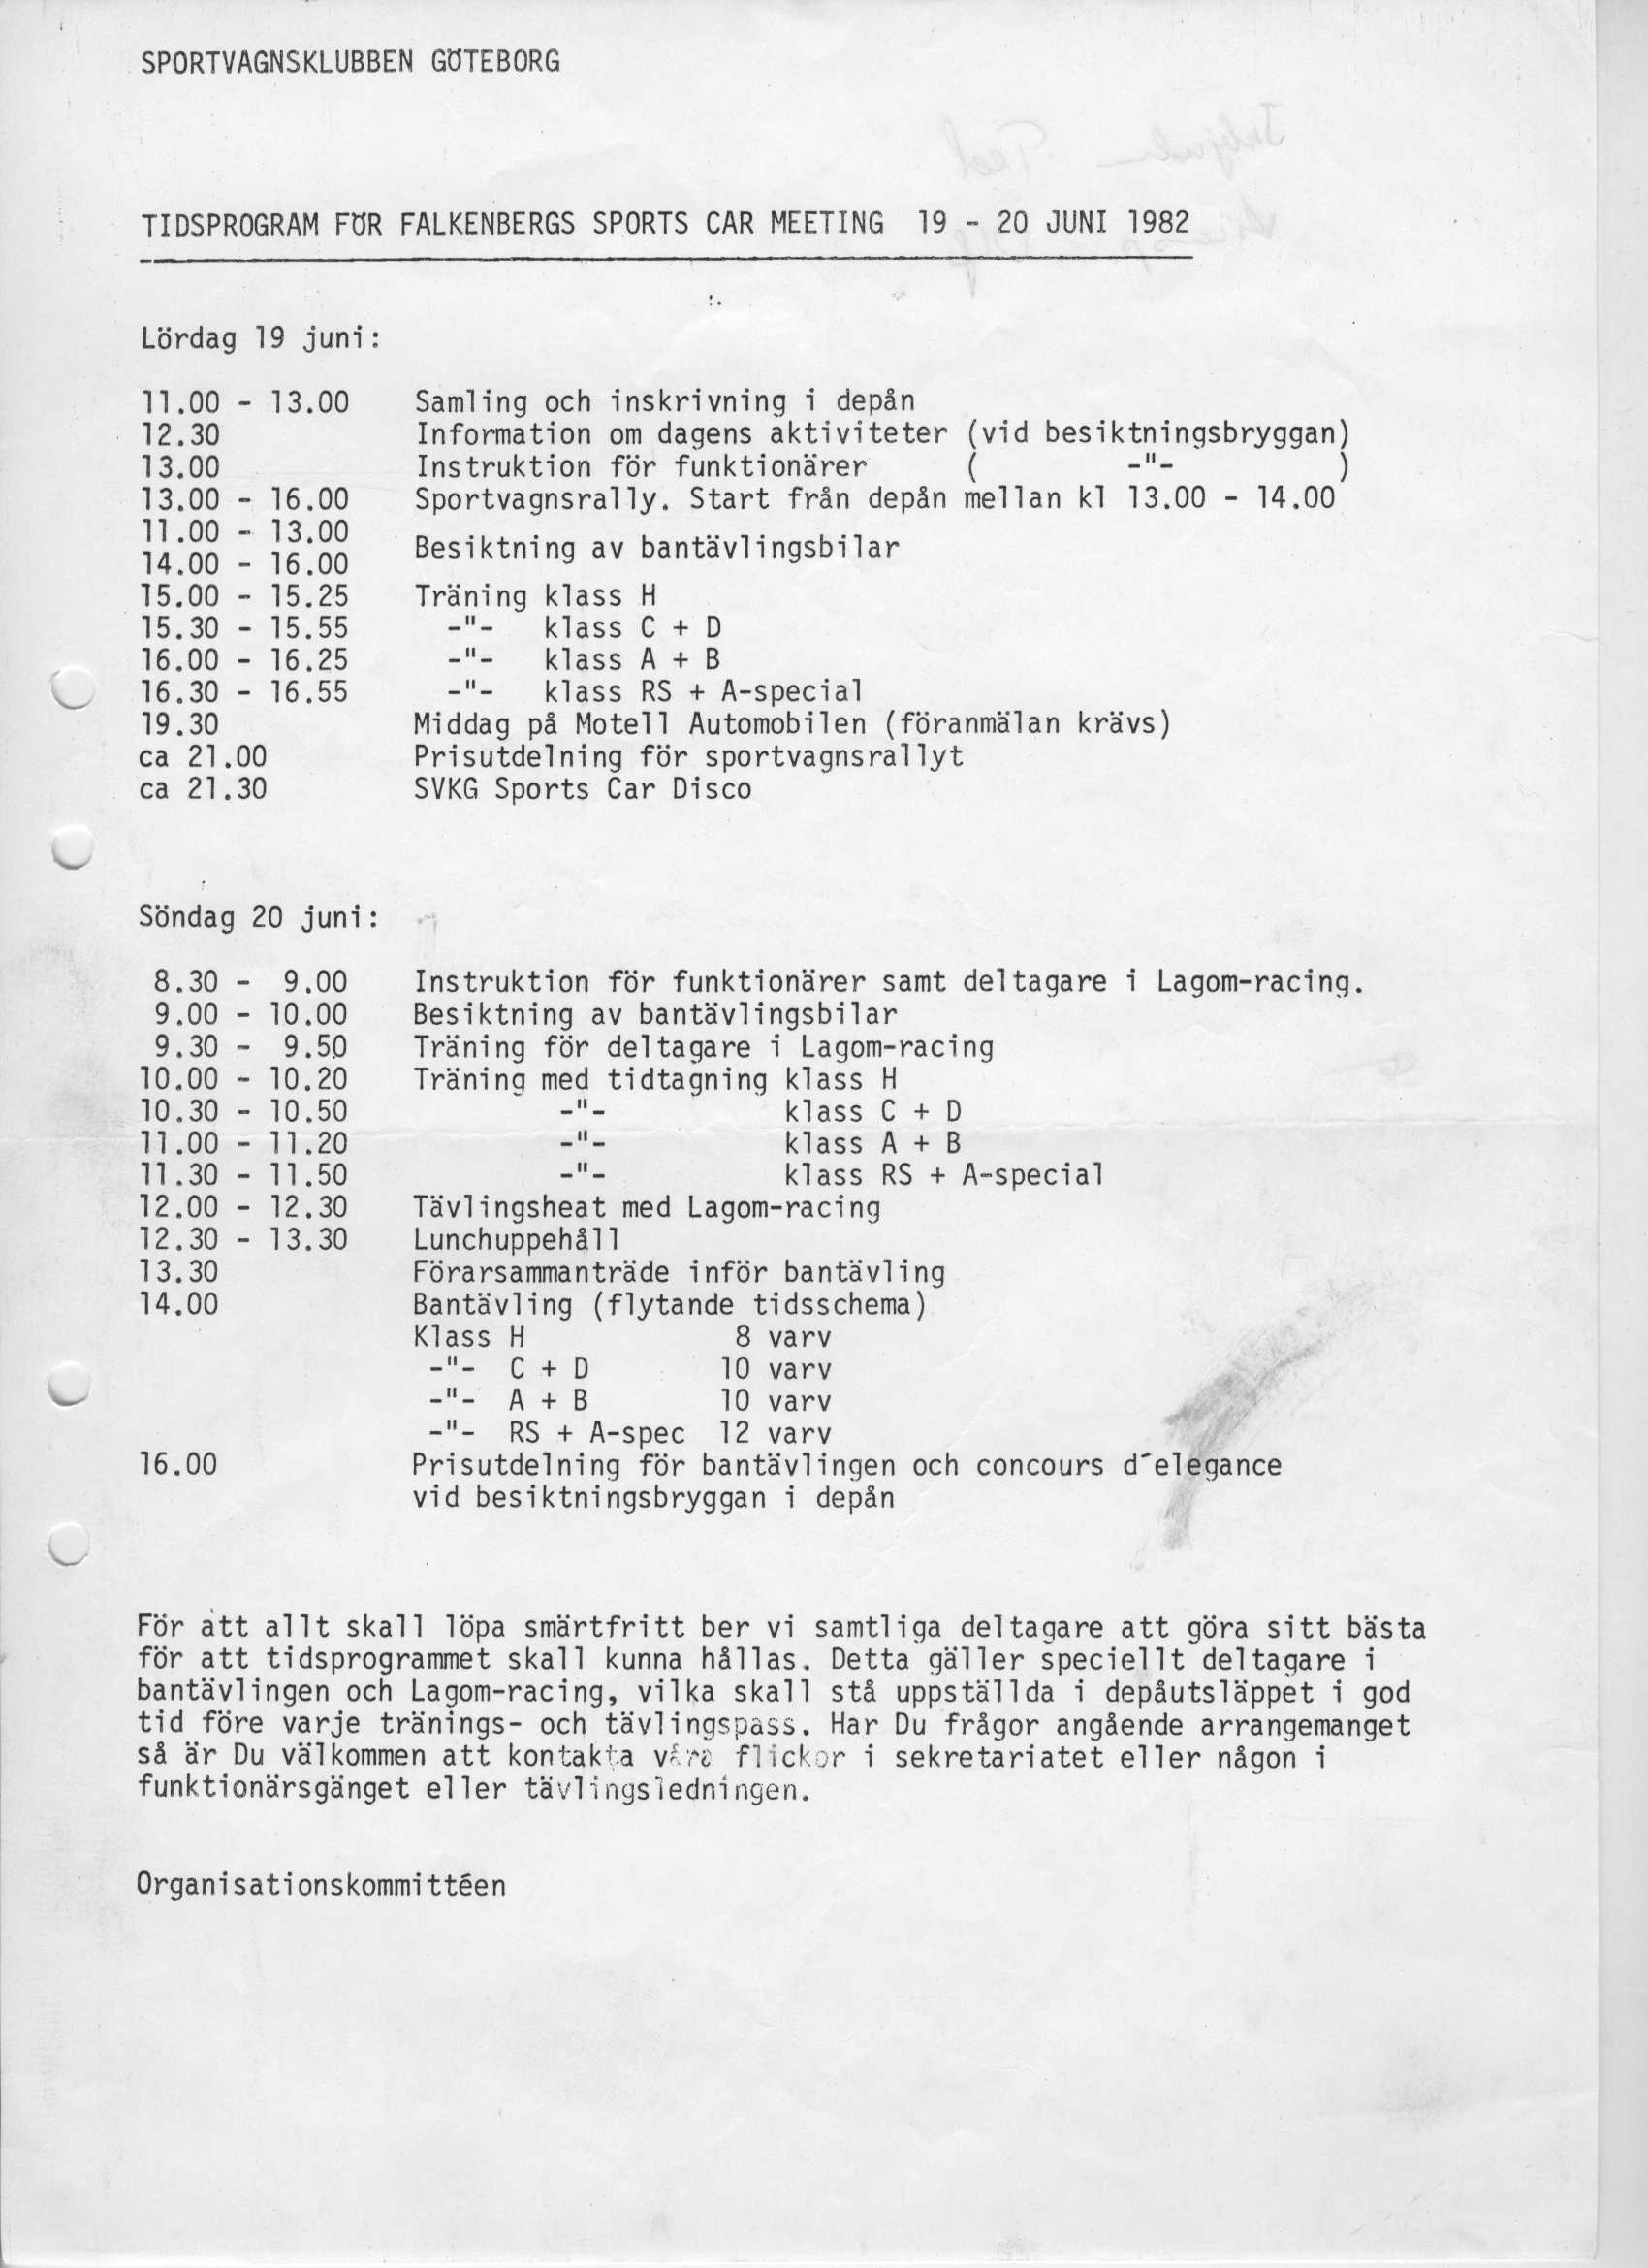 SPORTVAGNSKLUBBEN GÖTEBORG
TIDSPROGRAM FÖR FALKENBERGS SPORTS CAR MEETING 19 - 20 JUNI 1982
Lördag 19 juni:
11.00 - 13.00 Samling och inskrivning i depån
12.30 Information om dagens aktiviteter (vid besiktningsbryggan)
13.00 Instruktion för funktionärer ( -"- )
13.00 - 16.00 Sportvagnsrally. Start från depån mellan kl 13.00 - 14.00
11.00 - 13.00
14.00 - 16.00 Besiktning av bantävlingsbilar
15.00 - 15.25 Träning klass H
15.30 - 15.55 -"- klass C + D
16.00 - 16.25 -"- klass A + B
16.30 - 16.55 -"- klass RS + A-special
19.30 Middag på Motell Automobilen (föranmälan krävs)
ca 21.00 Prisutdelning för sportvagnsrallyt
ca 21.30 SVKG Sports Car Disco
Söndag 20 juni:
8.30 - 9.00 Instruktion för funktionärer samt deltagare i Lagom-racing.
9.00 - 10.00 Besiktning av bantävlingsbilar
9.30 - 9.50 Träning för deltagare i Lagom-racing
10.00 - 10.20 Träning med tidtagning klass H
10.30 - 10.50 -"- klass C + D
11.00 - 11.20 -"- klass A + B
11.30 - 11.50 -"- klass RS + A-special
12.00 - 12.30 Tävlingsheat med Lagom-racing
12.30 - 13.30 Lunchuppehåll
13.30 Förarsammanträde inför bantävling
14.00 Bantävling (flytande tidsschema)
Klass H 8 varv
-"- C + D 10 varv
-"- A + B 10 varv
-"- RS + A-spec 12 varv
16.00 Prisutdelning för bantävlingen och concours d´elegance
vid besiktningsbryggan i depån
För att allt skall löpa smärtfritt ber vi samtliga deltagare att göra sitt bästa
för att tidsprogrammet skall kunna hållas. Detta gäller speciellt deltagare i
bantävlingen och Lagom-racing, vilka skall stå uppställda i depåutsläppet i god
tid före varje tränings- och tävlingspass. Har Du frågor angående arrangemanget
så är Du välkommen att kontakta våra flickor i sekretariatet eller någon i
funktionärsgänget eller tävlingsledningen.
Organisationskommittéen